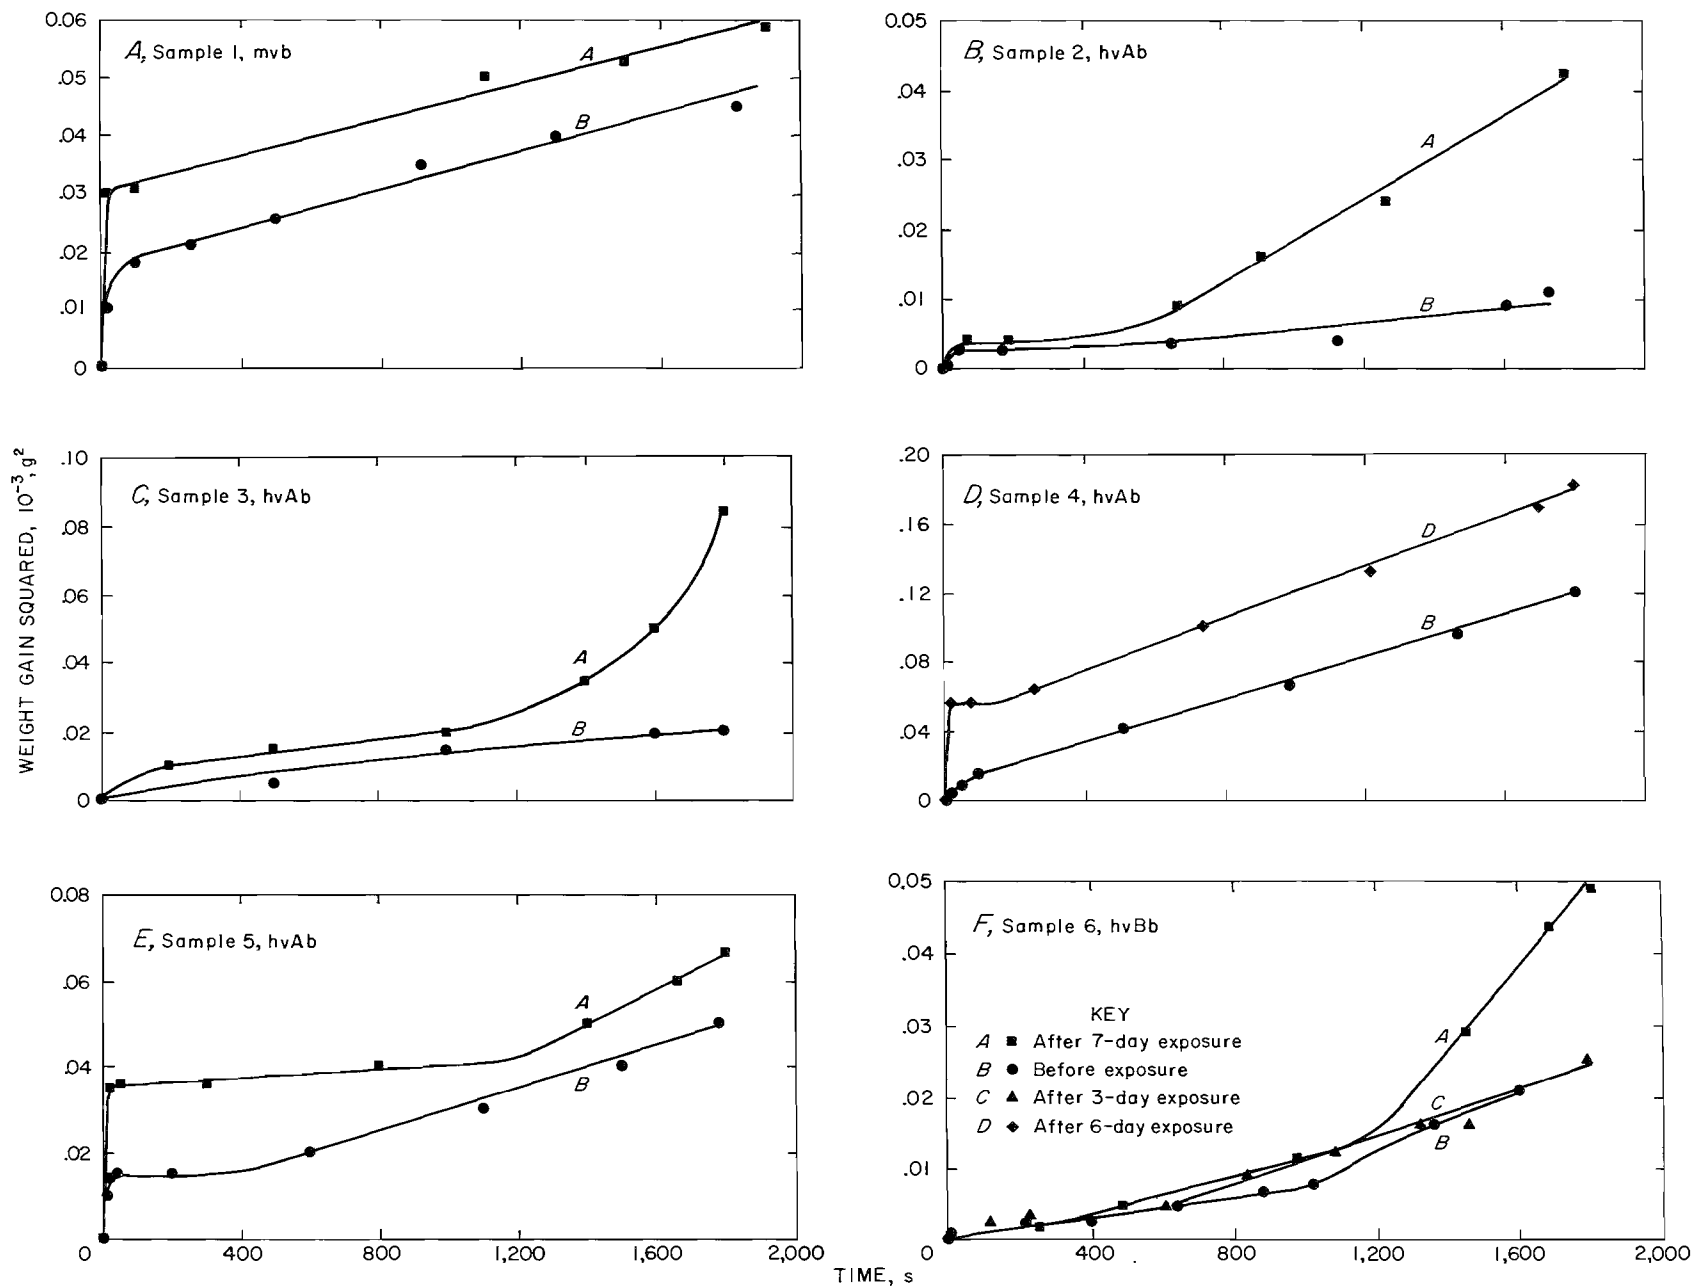 A, Sample 1, mvb
0.06
.05
.04
.03
.02
.01
0
A
B
B, Sample 2, hvAb
0.05
.04
.03
.02
.01
0
A
B
WEIGHT GAIN SQUARED, 10⁻³, g²
C, Sample 3, hvAb
.10
.08
.06
.04
.02
0
A
B
D, Sample 4, hvAb
.20
.16
.12
.08
.04
0
D
B
E, Sample 5, hvAb
0.08
.06
.04
.02
0 400 800 1,200 1,600 2,000
A
B
F, Sample 6, hvBb
0.05
.04
.03
.02
.01
0 400 800 1,200 1,600 2,000
A
C
B
KEY
A ■ After 7-day exposure
B ● Before exposure
C ▲ After 3-day exposure
D ◆ After 6-day exposure
TIME, s